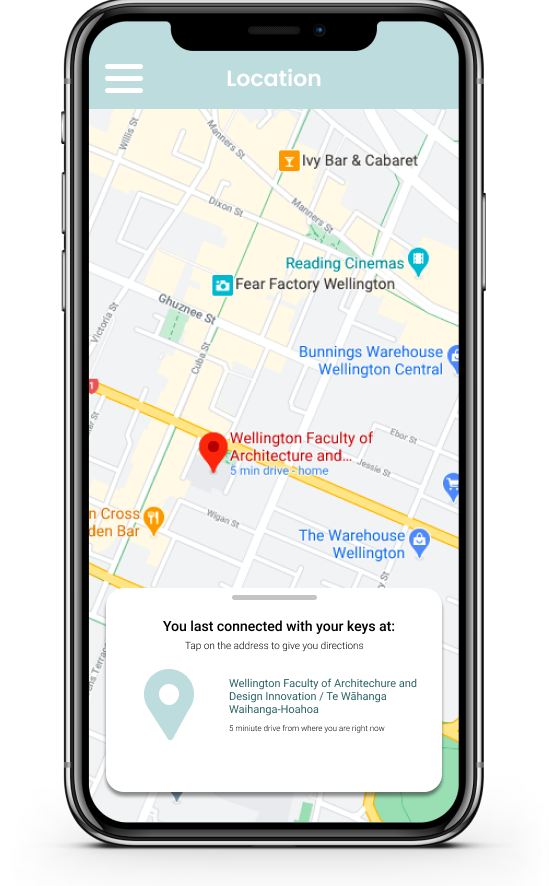 Location
Willis St
Manners St
Ivy Bar & Cabaret
Dixon St
Manners St
Reading Cinemas
Fear Factory Wellington
Ghuznee St
Victoria St
Cuba St
Bunnings Warehouse
Wellington Central
1
Wellington Faculty of
Architecture and...
5 min drive - home
Ebor St
Jessie St
n Cross
den Bar
Wigan St
The Warehouse
Wellington
You last connected with your keys at:
Tap on the address to give you directions
Wellington Faculty of Architechure and
Design Innovation / Te Wāhanga
Waihanga-Hoahoa
5 miniute drive from where you are right now